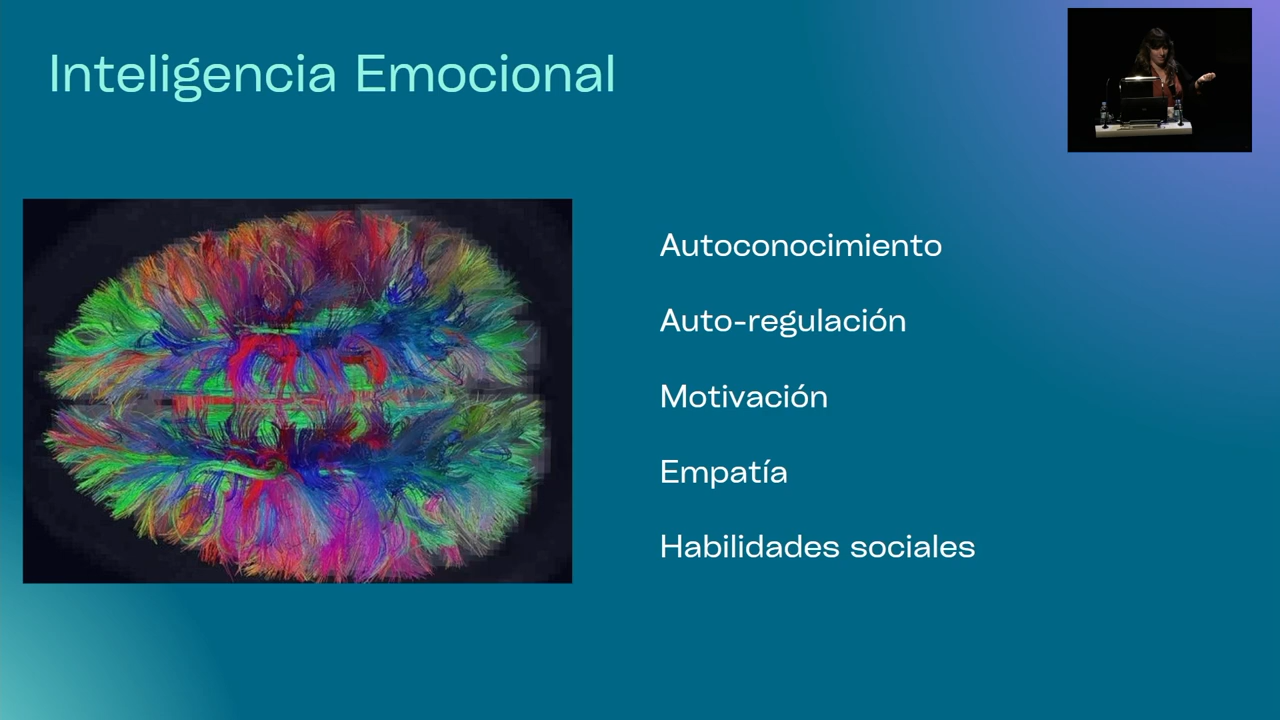 Inteligencia Emocional
Autoconocimiento
Auto-regulación
Motivación
Empatía
Habilidades sociales